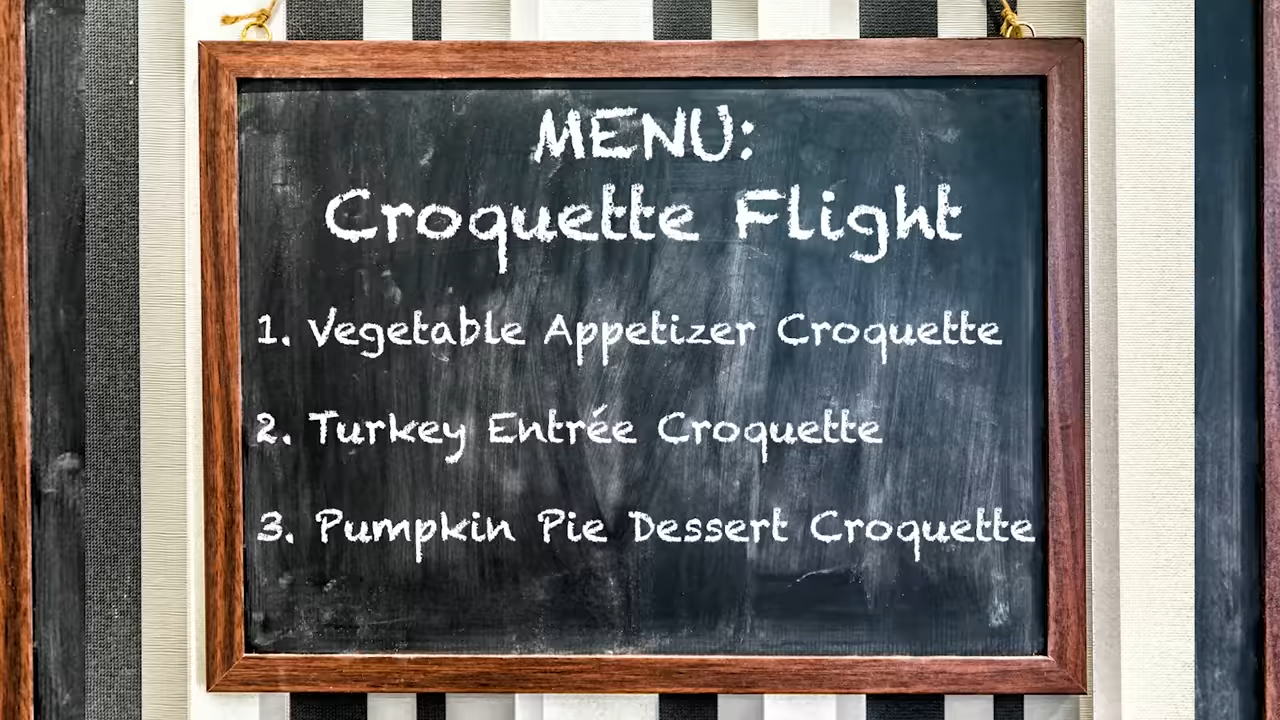 MENU:
Croquette Flight
1. Vegetable Appetizer Croquette
2. Turkey Entrée Croquette
3. Pumpkin Pie Dessert Croquette